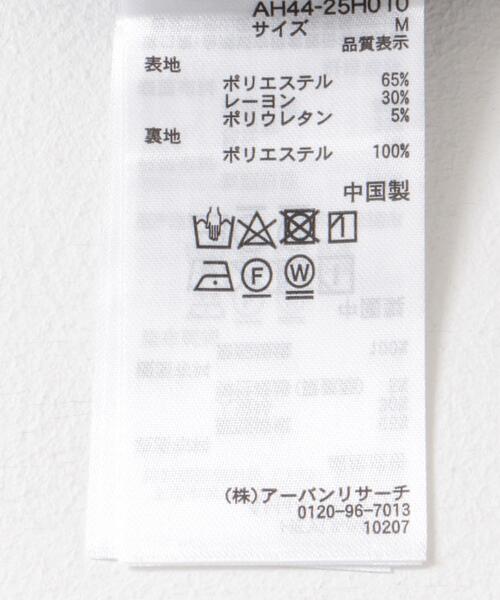 AH44-25H010
サイズ M
品質表示
表地
ポリエステル 65%
レーヨン 30%
ポリウレタン 5%
裏地
ポリエステル 100%
中国製
F W
(株)アーバンリサーチ
0120-96-7013
10207